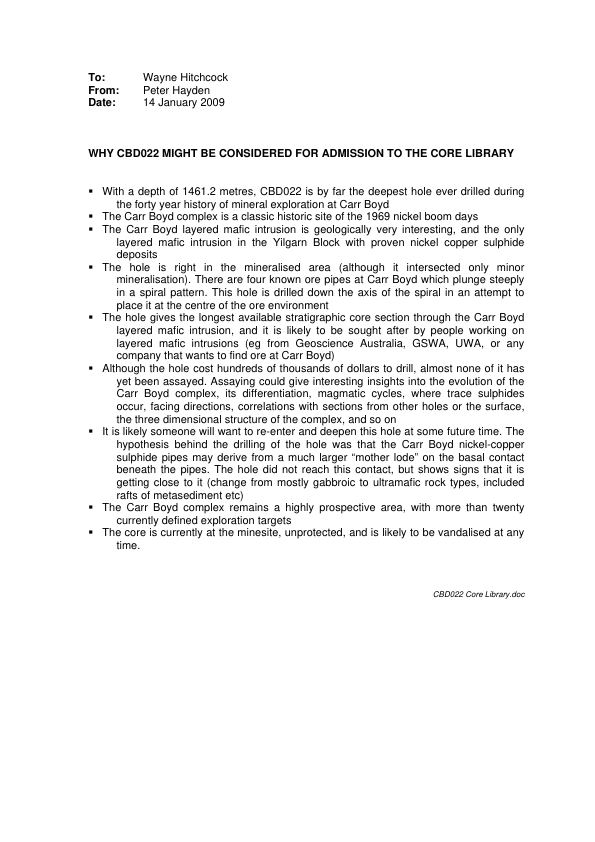 To: Wayne Hitchcock
From: Peter Hayden
Date: 14 January 2009
WHY CBD022 MIGHT BE CONSIDERED FOR ADMISSION TO THE CORE LIBRARY
▪ With a depth of 1461.2 metres, CBD022 is by far the deepest hole ever drilled during
the forty year history of mineral exploration at Carr Boyd
▪ The Carr Boyd complex is a classic historic site of the 1969 nickel boom days
▪ The Carr Boyd layered mafic intrusion is geologically very interesting, and the only
layered mafic intrusion in the Yilgarn Block with proven nickel copper sulphide
deposits
▪ The hole is right in the mineralised area (although it intersected only minor
mineralisation). There are four known ore pipes at Carr Boyd which plunge steeply
in a spiral pattern. This hole is drilled down the axis of the spiral in an attempt to
place it at the centre of the ore environment
▪ The hole gives the longest available stratigraphic core section through the Carr Boyd
layered mafic intrusion, and it is likely to be sought after by people working on
layered mafic intrusions (eg from Geoscience Australia, GSWA, UWA, or any
company that wants to find ore at Carr Boyd)
▪ Although the hole cost hundreds of thousands of dollars to drill, almost none of it has
yet been assayed. Assaying could give interesting insights into the evolution of the
Carr Boyd complex, its differentiation, magmatic cycles, where trace sulphides
occur, facing directions, correlations with sections from other holes or the surface,
the three dimensional structure of the complex, and so on
▪ It is likely someone will want to re-enter and deepen this hole at some future time. The
hypothesis behind the drilling of the hole was that the Carr Boyd nickel-copper
sulphide pipes may derive from a much larger “mother lode” on the basal contact
beneath the pipes. The hole did not reach this contact, but shows signs that it is
getting close to it (change from mostly gabbroic to ultramafic rock types, included
rafts of metasediment etc)
▪ The Carr Boyd complex remains a highly prospective area, with more than twenty
currently defined exploration targets
▪ The core is currently at the minesite, unprotected, and is likely to be vandalised at any
time.
CBD022 Core Library.doc